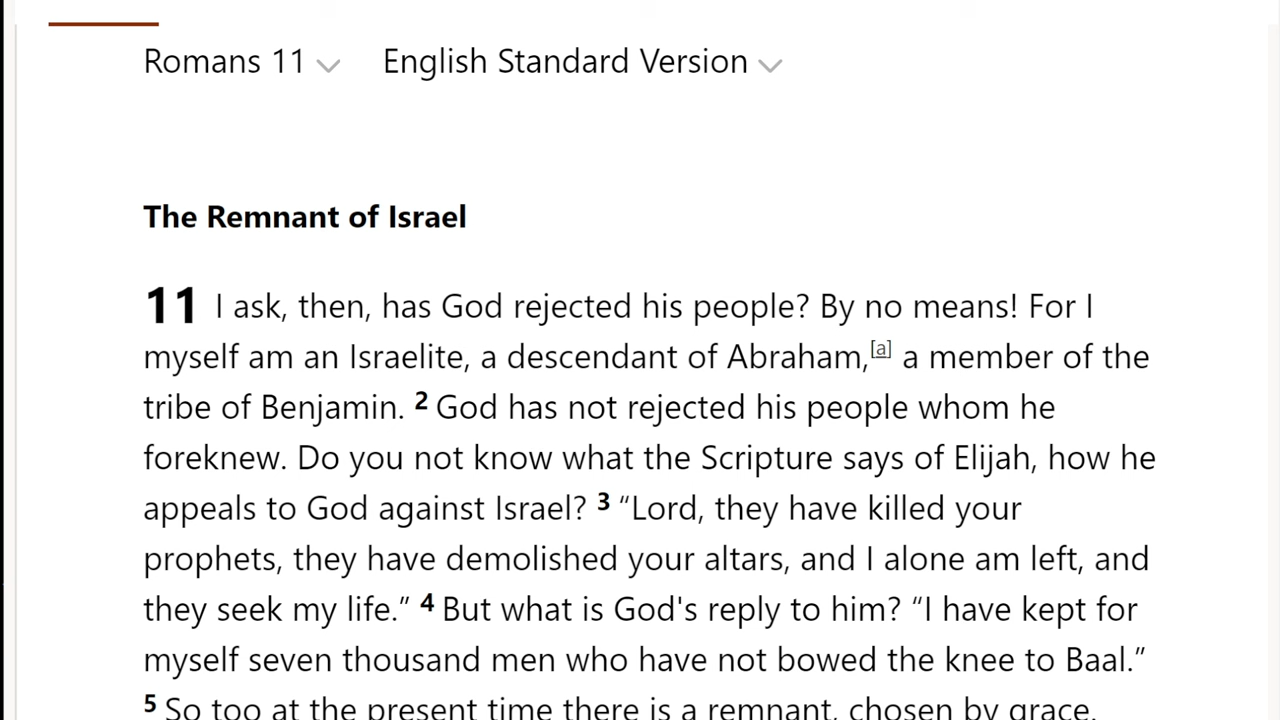 Romans 11 English Standard Version
The Remnant of Israel
11 I ask, then, has God rejected his people? By no means! For I
myself am an Israelite, a descendant of Abraham,[a] a member of the
tribe of Benjamin. 2 God has not rejected his people whom he
foreknew. Do you not know what the Scripture says of Elijah, how he
appeals to God against Israel? 3 “Lord, they have killed your
prophets, they have demolished your altars, and I alone am left, and
they seek my life.” 4 But what is God's reply to him? “I have kept for
myself seven thousand men who have not bowed the knee to Baal.”
5 So too at the present time there is a remnant, chosen by grace.